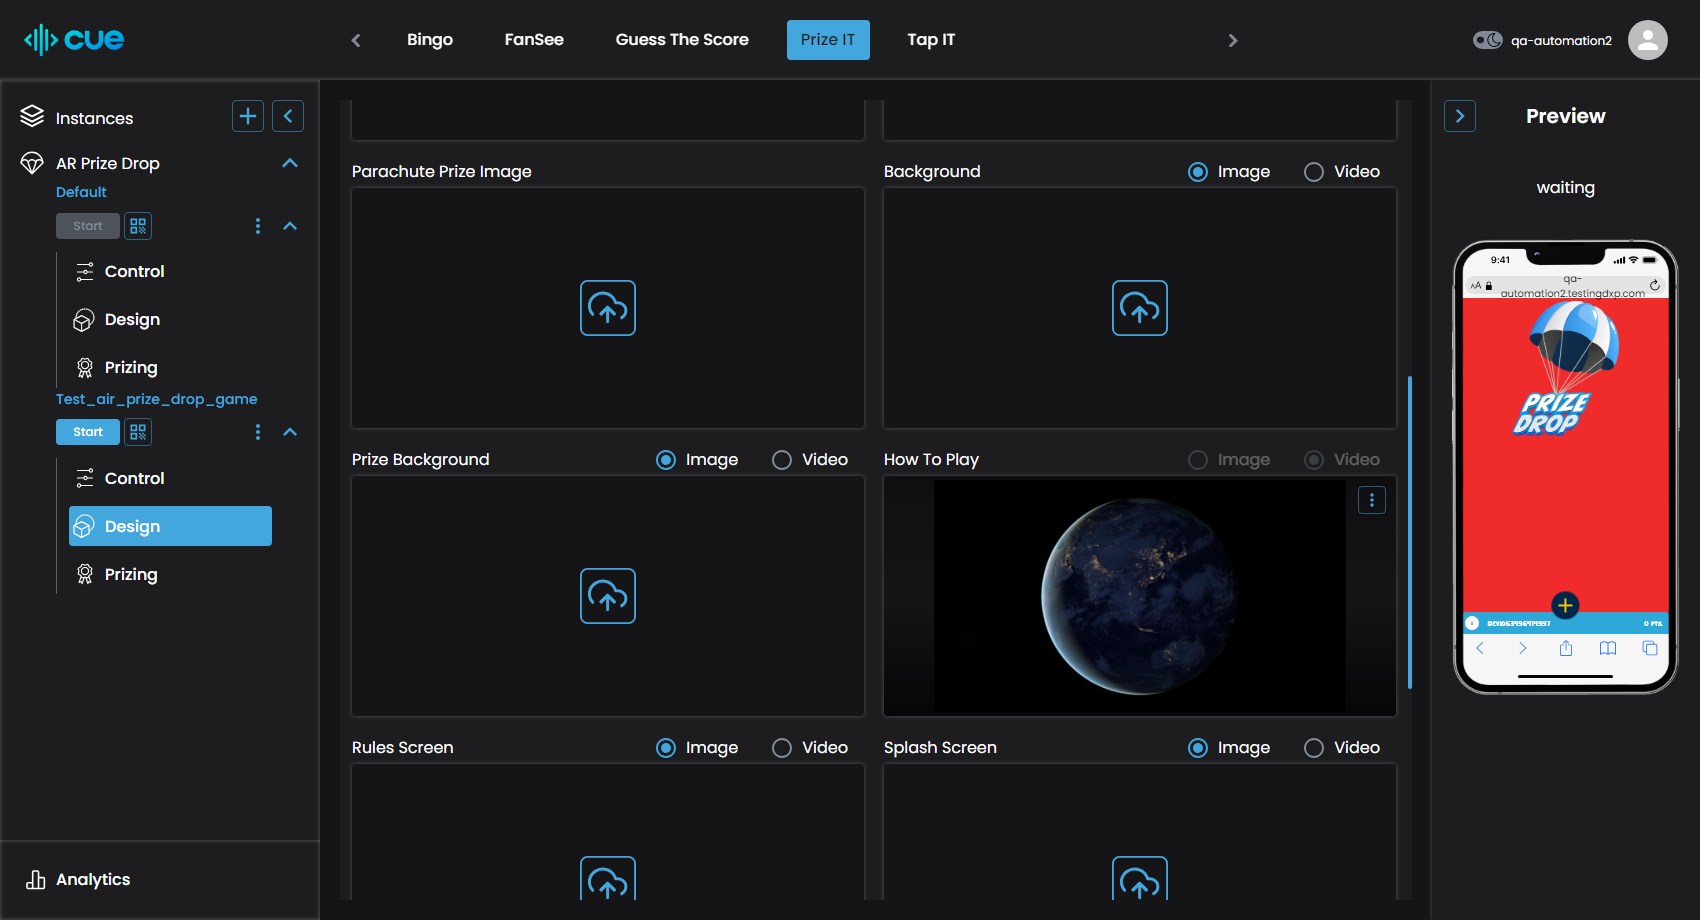 cue
Bingo
FanSee
Guess The Score
Prize IT
Tap IT
qa-automation2
Instances
AR Prize Drop
Default
Start
Control
Design
Prizing
Test_air_prize_drop_game
Start
Control
Design
Prizing
Analytics
Parachute Prize Image
Background
Image
Video
Prize Background
Image
Video
How To Play
Image
Video
Rules Screen
Image
Video
Splash Screen
Image
Video
Preview
waiting
9:41
AA
qa-
automation2.testingdxp.com
PRIZE
DROP
0 PTS.